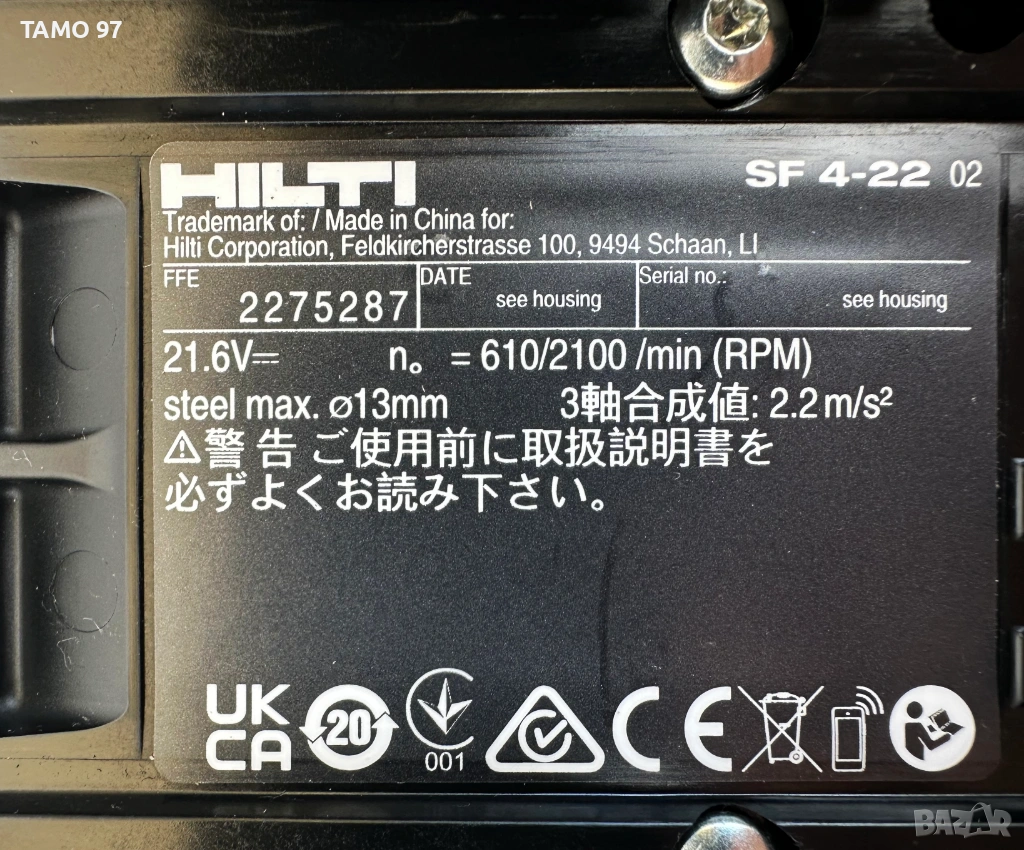 TAMO 97
HILTI
SF 4-22 02
Trademark of: / Made in China for:
Hilti Corporation, Feldkircherstrasse 100, 9494 Schaan, LI
FFE
2275287
DATE
see housing
Serial no.:
see housing
21.6V⎓ n₀ = 610/2100 /min (RPM)
steel max. ⌀13mm 3軸合成値: 2.2 m/s²
⚠警告 ご使用前に取扱説明書を
必ずよくお読み下さい。
UK
CA
20
001
CE
BAZAR